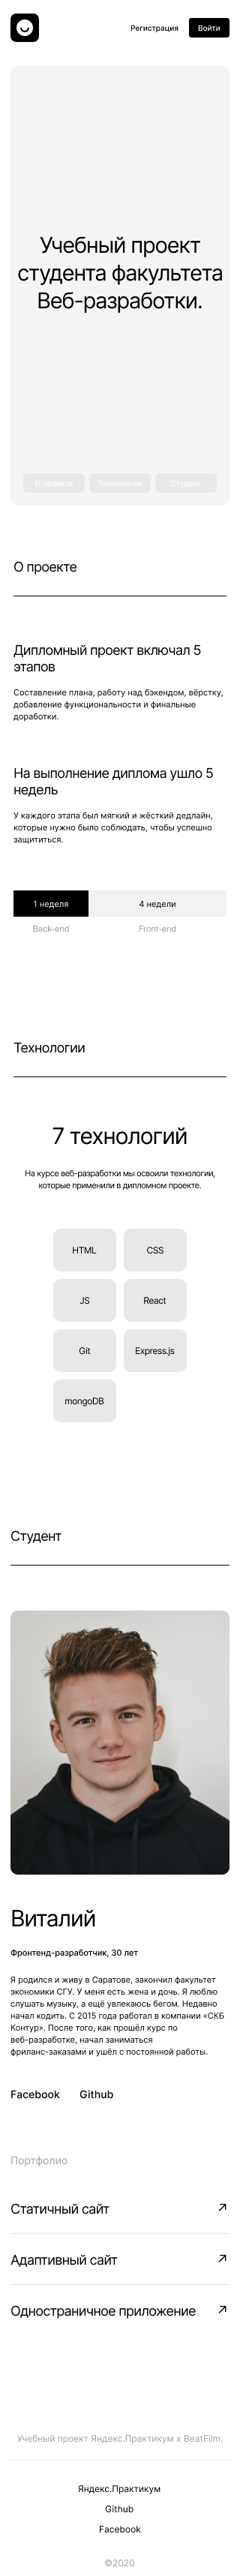 Регистрация
Войти
Учебный проект
студента факультета
Веб-разработки.
О проекте
Технологии
Студент
О проекте
Дипломный проект включал 5
этапов
Составление плана, работу над бэкендом, вёрстку,
добавление функциональности и финальные
доработки.
На выполнение диплома ушло 5
недель
У каждого этапа был мягкий и жёсткий дедлайн,
которые нужно было соблюдать, чтобы успешно
защититься.
1 неделя
4 недели
Back-end
Front-end
Технологии
7 технологий
На курсе веб-разработки мы освоили технологии,
которые применили в дипломном проекте.
HTML
CSS
JS
React
Git
Express.js
mongoDB
Студент
Виталий
Фронтенд-разработчик, 30 лет
Я родился и живу в Саратове, закончил факультет
экономики СГУ. У меня есть жена и дочь. Я люблю
слушать музыку, а ещё увлекаюсь бегом. Недавно
начал кодить. С 2015 года работал в компании «СКБ
Контур». После того, как прошёл курс по
веб-разработке, начал заниматься
фриланс-заказами и ушёл с постоянной работы.
Facebook
Github
Портфолио
Статичный сайт
Адаптивный сайт
Одностраничное приложение
Учебный проект Яндекс.Практикум х BeatFilm.
Яндекс.Практикум
Github
Facebook
©2020